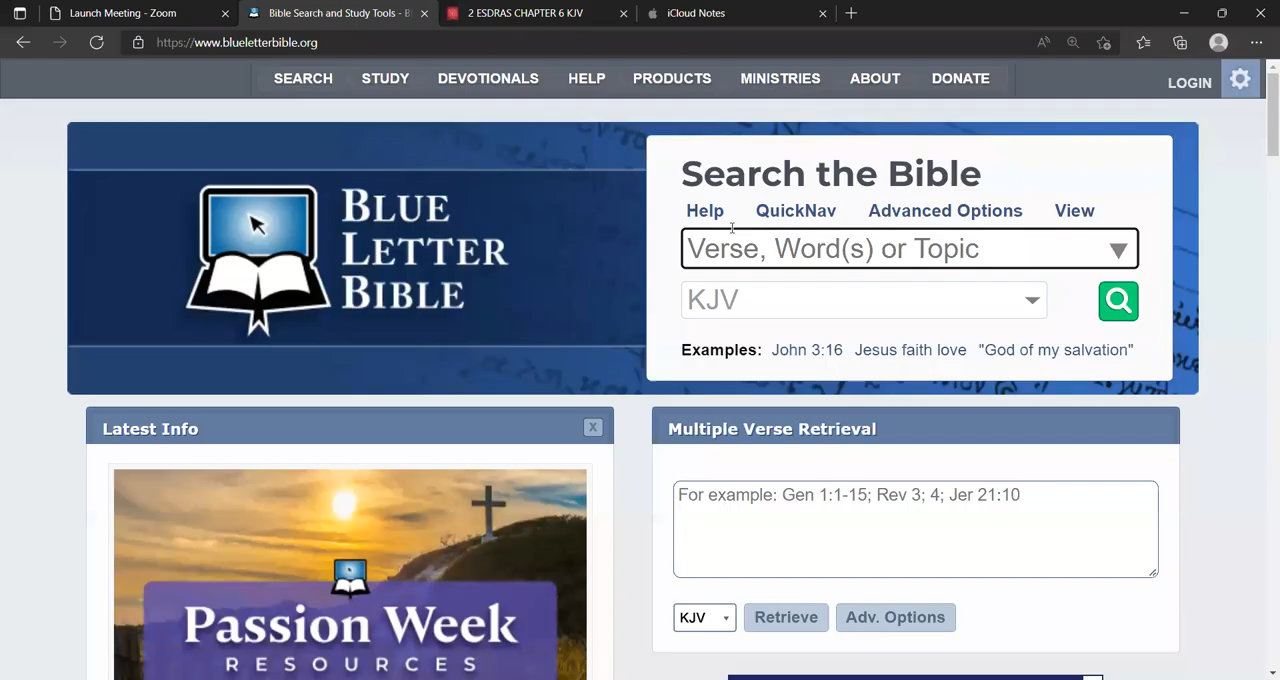 Launch Meeting - Zoom
Bible Search and Study Tools - B
2 ESDRAS CHAPTER 6 KJV
iCloud Notes
https://www.blueletterbible.org
SEARCH STUDY DEVOTIONALS HELP PRODUCTS MINISTRIES ABOUT DONATE LOGIN
BLUE
LETTER
BIBLE
Search the Bible
Help QuickNav Advanced Options View
Verse, Word(s) or Topic
KJV
Examples: John 3:16 Jesus faith love "God of my salvation"
Latest Info
X
Passion Week
RESOURCES
Multiple Verse Retrieval
For example: Gen 1:1-15; Rev 3; 4; Jer 21:10
KJV Retrieve Adv. Options